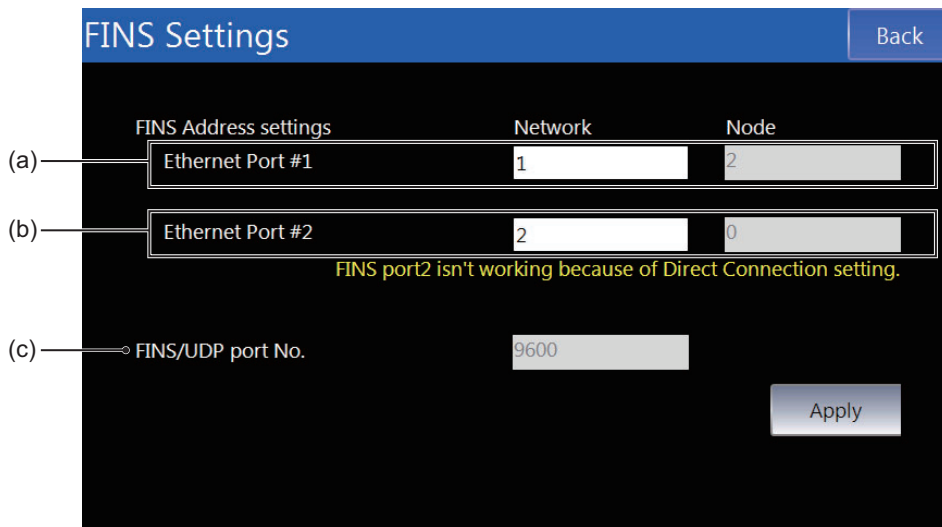 FINS Settings Back
FINS Address settings Network Node
(a) Ethernet Port #1 1 2
(b) Ethernet Port #2 2 0
FINS port2 isn't working because of Direct Connection setting.
(c) FINS/UDP port No. 9600
Apply